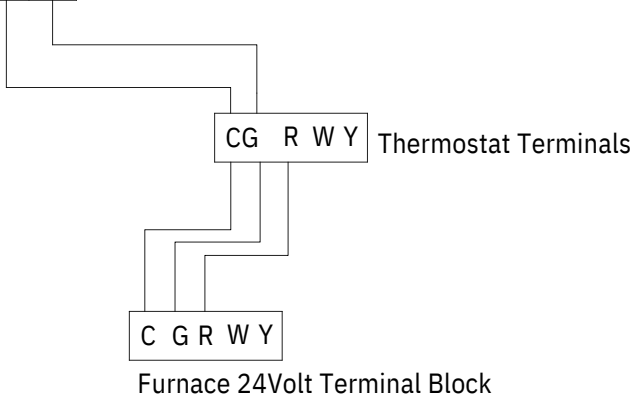 CG R W Y
Thermostat Terminals
C G R W Y
Furnace 24Volt Terminal Block